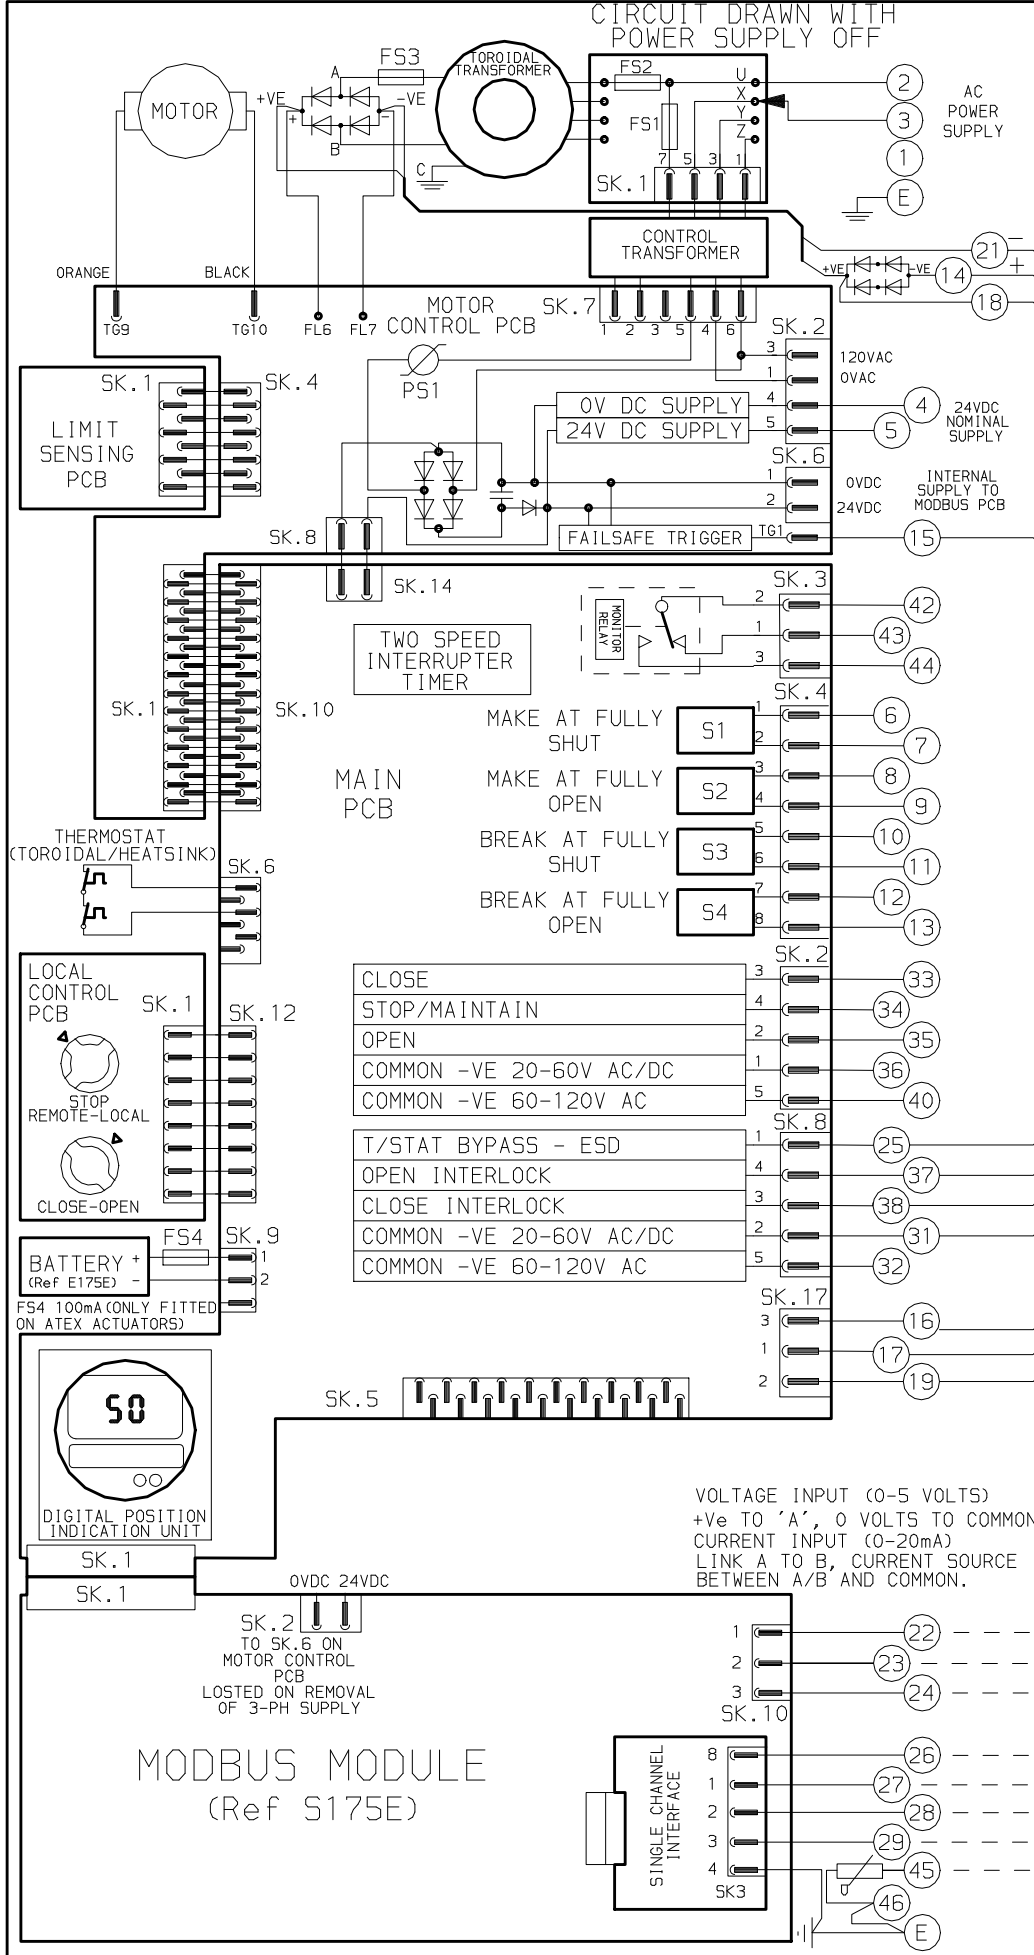 CIRCUIT DRAWN WITH
POWER SUPPLY OFF
MOTOR
A
FS3
+VE
-VE
+
-
B
C
TOROIDAL
TRANSFORMER
FS2
FS1
U
X
Y
Z
7 5 3 1
SK.1
2
3
1
E
AC
POWER
SUPPLY
CONTROL
TRANSFORMER
21 -
+VE
-VE
14 +
18
ORANGE
BLACK
TG9
TG10
FL6
FL7
MOTOR
CONTROL PCB
SK.7
1 2 3 5 4 6
PS1
SK.2
3
120VAC
1
0VAC
0V DC SUPPLY
4
4
24V DC SUPPLY
5
5
24VDC
NOMINAL
SUPPLY
SK.6
1
0VDC
2
24VDC
INTERNAL
SUPPLY TO
MODBUS PCB
FAILSAFE TRIGGER
TG1
15
SK.1
SK.4
LIMIT
SENSING
PCB
SK.8
SK.14
TWO SPEED
INTERRUPTER
TIMER
MONITOR
RELAY
SK.3
2
42
1
43
3
44
SK.1
SK.10
MAIN
PCB
SK.4
MAKE AT FULLY
SHUT
S1
1
6
2
7
MAKE AT FULLY
OPEN
S2
3
8
4
9
BREAK AT FULLY
SHUT
S3
5
10
6
11
BREAK AT FULLY
OPEN
S4
7
12
8
13
THERMOSTAT
(TOROIDAL/HEATSINK)
SK.6
LOCAL
CONTROL
PCB
SK.1
SK.12
STOP
REMOTE-LOCAL
CLOSE-OPEN
SK.2
CLOSE
3
33
STOP/MAINTAIN
4
34
OPEN
2
35
COMMON -VE 20-60V AC/DC
1
36
COMMON -VE 60-120V AC
5
40
SK.8
T/STAT BYPASS - ESD
1
25
OPEN INTERLOCK
4
37
CLOSE INTERLOCK
3
38
COMMON -VE 20-60V AC/DC
2
31
COMMON -VE 60-120V AC
5
32
BATTERY +
(Ref E175E) -
FS4
SK.9
1
2
FS4 100mA(ONLY FITTED
ON ATEX ACTUATORS)
SK.17
3
16
1
17
2
19
SK.5
50
DIGITAL POSITION
INDICATION UNIT
SK.1
SK.1
VOLTAGE INPUT (0-5 VOLTS)
+Ve TO 'A', 0 VOLTS TO COMMON
CURRENT INPUT (0-20mA)
LINK A TO B, CURRENT SOURCE
BETWEEN A/B AND COMMON.
0VDC 24VDC
SK.2
TO SK.6 ON
MOTOR CONTROL
PCB
LOSTED ON REMOVAL
OF 3-PH SUPPLY
1
22
2
23
3
24
SK.10
MODBUS MODULE
(Ref S175E)
SINGLE CHANNEL
INTERFACE
8
26
1
27
2
28
3
29
4
45
SK3
U
46
E